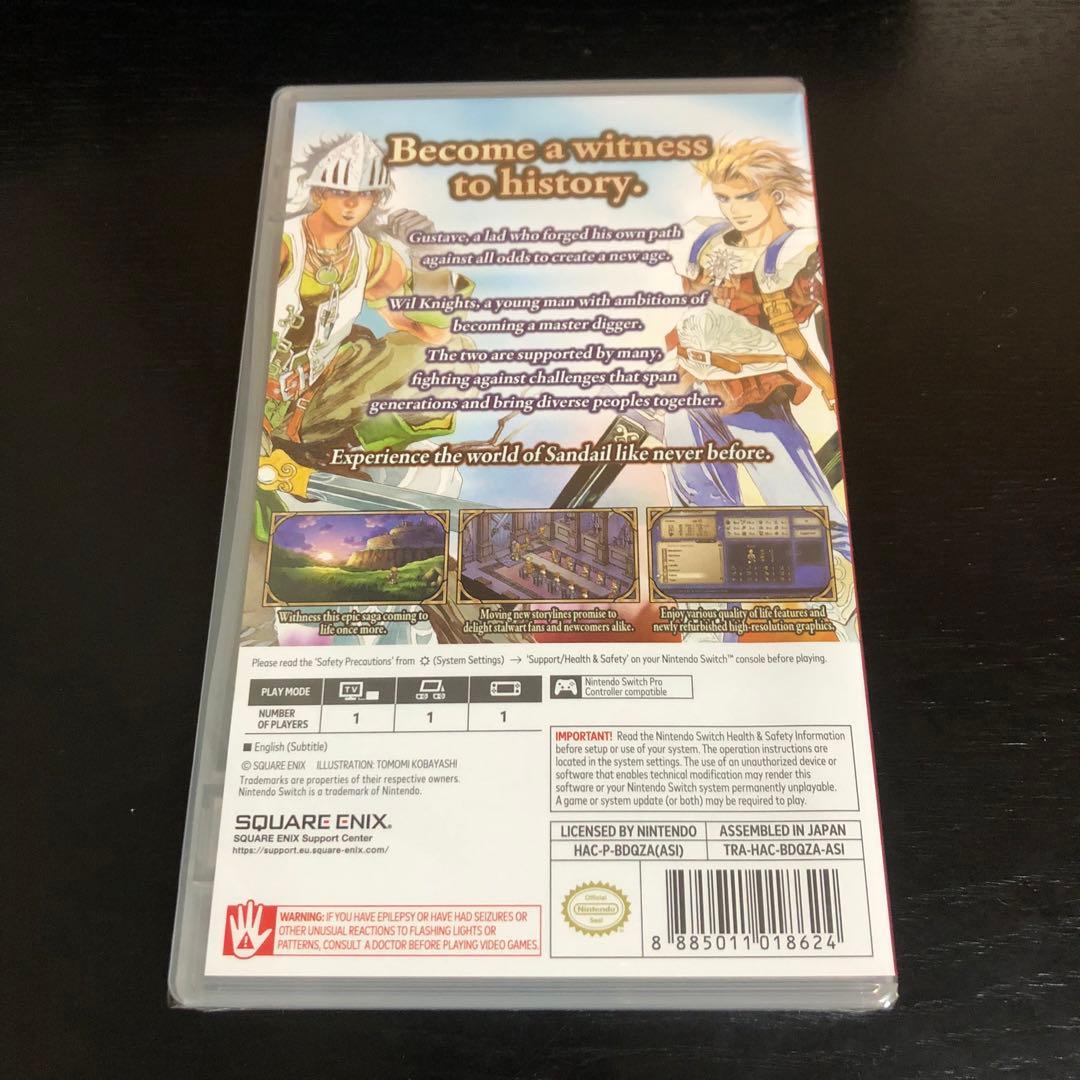 Become a witness
to history.
Gustave, a lad who forged his own path
against all odds to create a new age.
Wil Knights, a young man with ambitions of
becoming a master digger.
The two are supported by many,
fighting against challenges that span
generations and bring diverse peoples together.
Experience the world of Sandail like never before.
Withness this epic saga coming to
life once more.
Moving new storylines promise to
delight stalwart fans and newcomers alike.
Enjoy various quality of life features and
newly refurbished high-resolution graphics.
Please read the 'Safety Precautions' from (System Settings) → 'Support/Health & Safety' on your Nintendo Switch™ console before playing.
PLAY MODE
TV
NUMBER
OF PLAYERS
1
1
1
Nintendo Switch Pro
Controller compatible
■ English (Subtitle)
© SQUARE ENIX ILLUSTRATION: TOMOMI KOBAYASHI
Trademarks are properties of their respective owners.
Nintendo Switch is a trademark of Nintendo.
SQUARE ENIX®
SQUARE ENIX Support Center
https://support.eu.square-enix.com/
IMPORTANT! Read the Nintendo Switch Health & Safety Information
before setup or use of your system. The operation instructions are
located in the system settings. The use of an unauthorized device or
software that enables technical modification may render this
software or your Nintendo Switch system permanently unplayable.
A game or system update (or both) may be required to play.
LICENSED BY NINTENDO
ASSEMBLED IN JAPAN
HAC-P-BDQZA(ASI)
TRA-HAC-BDQZA-ASI
WARNING: IF YOU HAVE EPILEPSY OR HAVE HAD SEIZURES OR
OTHER UNUSUAL REACTIONS TO FLASHING LIGHTS OR
PATTERNS, CONSULT A DOCTOR BEFORE PLAYING VIDEO GAMES.
Official
Nintendo
Seal
8 885011 018624